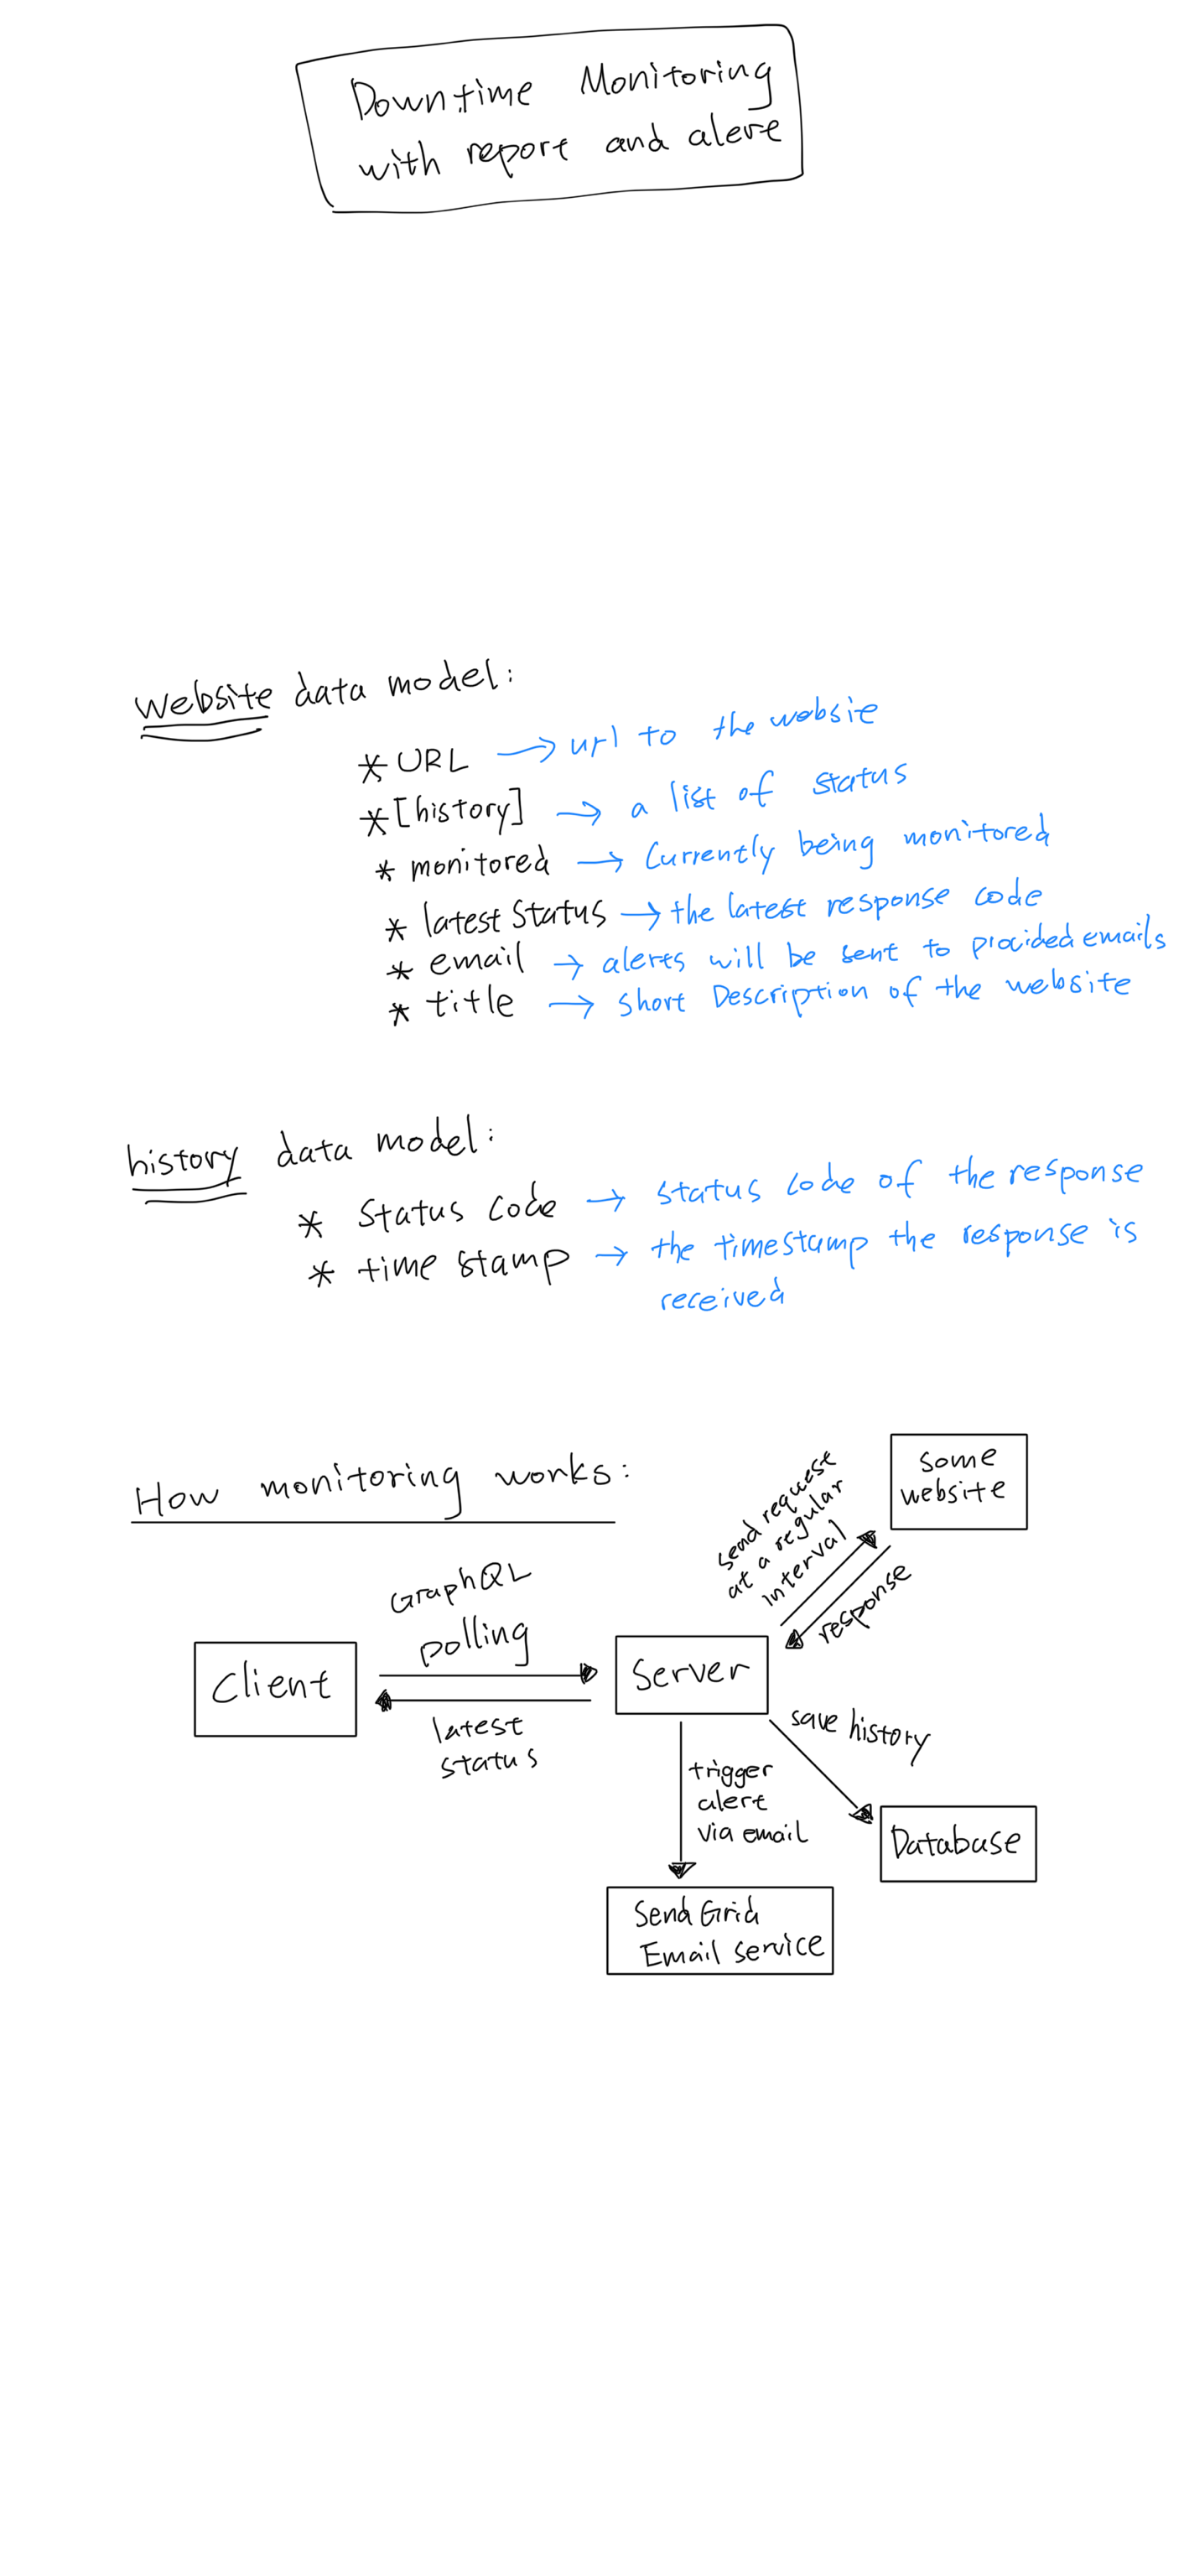 Downtime Monitoring
with report and alert
website data model:
* URL → url to the websie
* [history] → a list of status
* monitored → Currently being monitored
* latest Status → the latest response code
* email → alerts will be sent to procided emails
* title → short Description of the website
history data model:
* Status Code → status code of the response
* time stamp → the timestamp the response is
received
How monitoring works:
some
website
send request
at a regular
interval
response
GraphQL
polling
Client
Server
latest
status
save history
trigger
alert
via email
Database
Send Grid
Email service